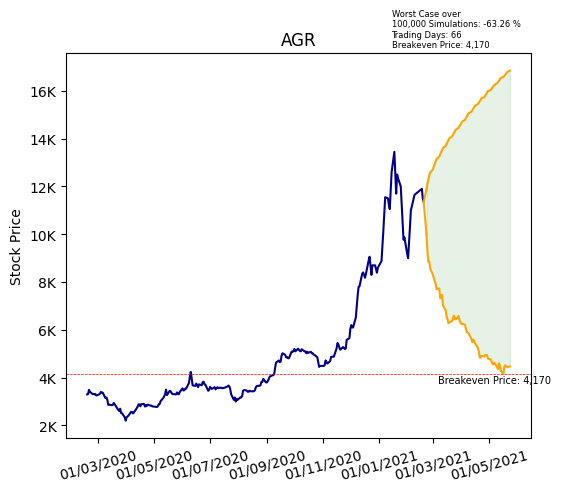 Worst Case over
100,000 Simulations: -63.26 %
Trading Days: 66
Breakeven Price: 4,170
AGR
Stock Price
16K
14K
12K
10K
8K
6K
4K
2K
Breakeven Price: 4,170
01/03/2020
01/05/2020
01/07/2020
01/09/2020
01/11/2020
01/01/2021
01/03/2021
01/05/2021